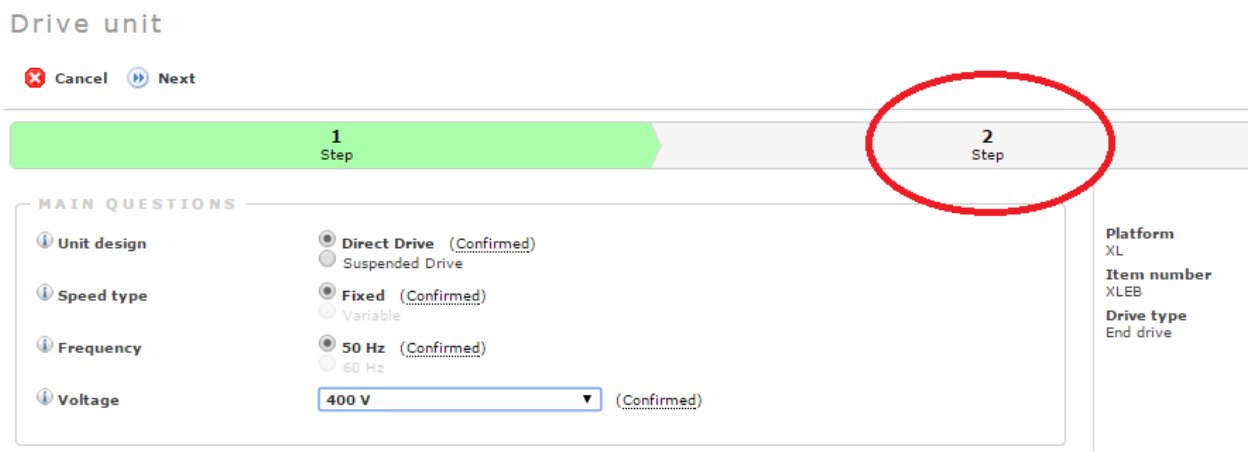 Drive unit
Cancel Next
1
Step
2
Step
MAIN QUESTIONS
Unit design
Direct Drive (Confirmed)
Suspended Drive
Speed type
Fixed (Confirmed)
Variable
Frequency
50 Hz (Confirmed)
60 Hz
Voltage
400 V (Confirmed)
Platform
XL
Item number
XLEB
Drive type
End drive